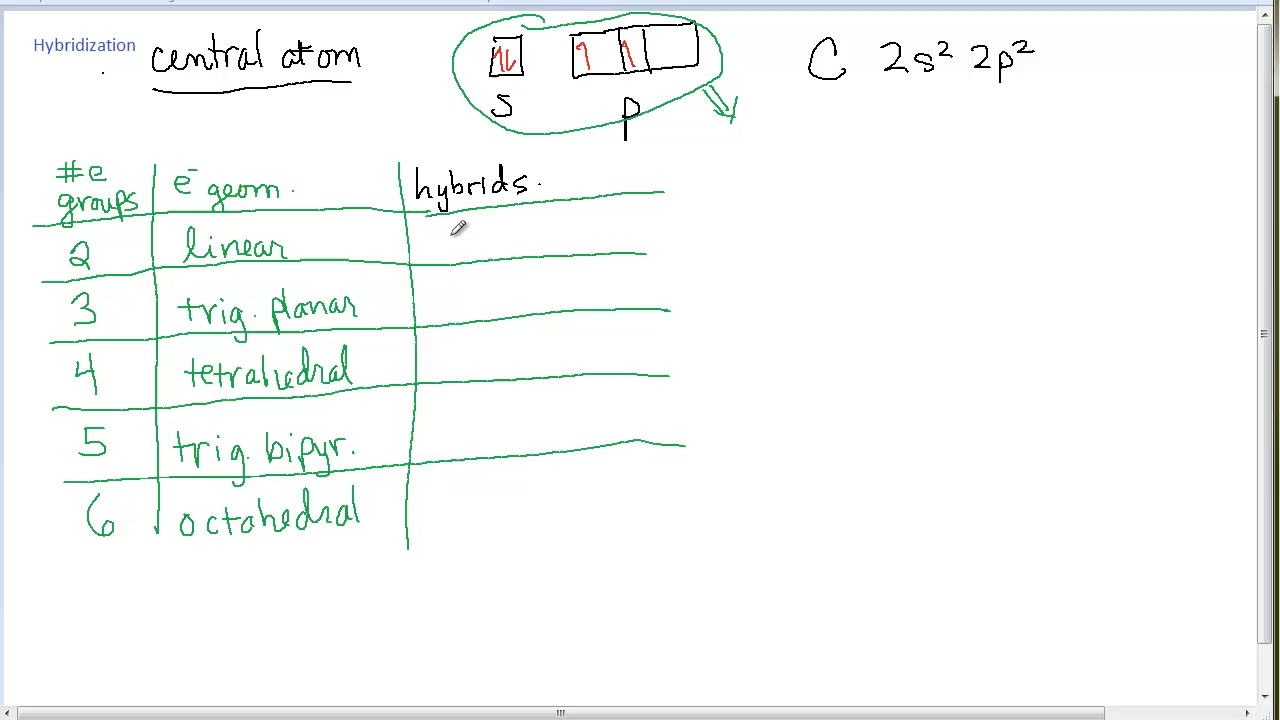 Hybridization
central atom
s p
C 2s² 2p²
#e groups e⁻ geom. hybrids.
2 linear
3 trig. planar
4 tetrahedral
5 trig. bipyr.
6 octahedral